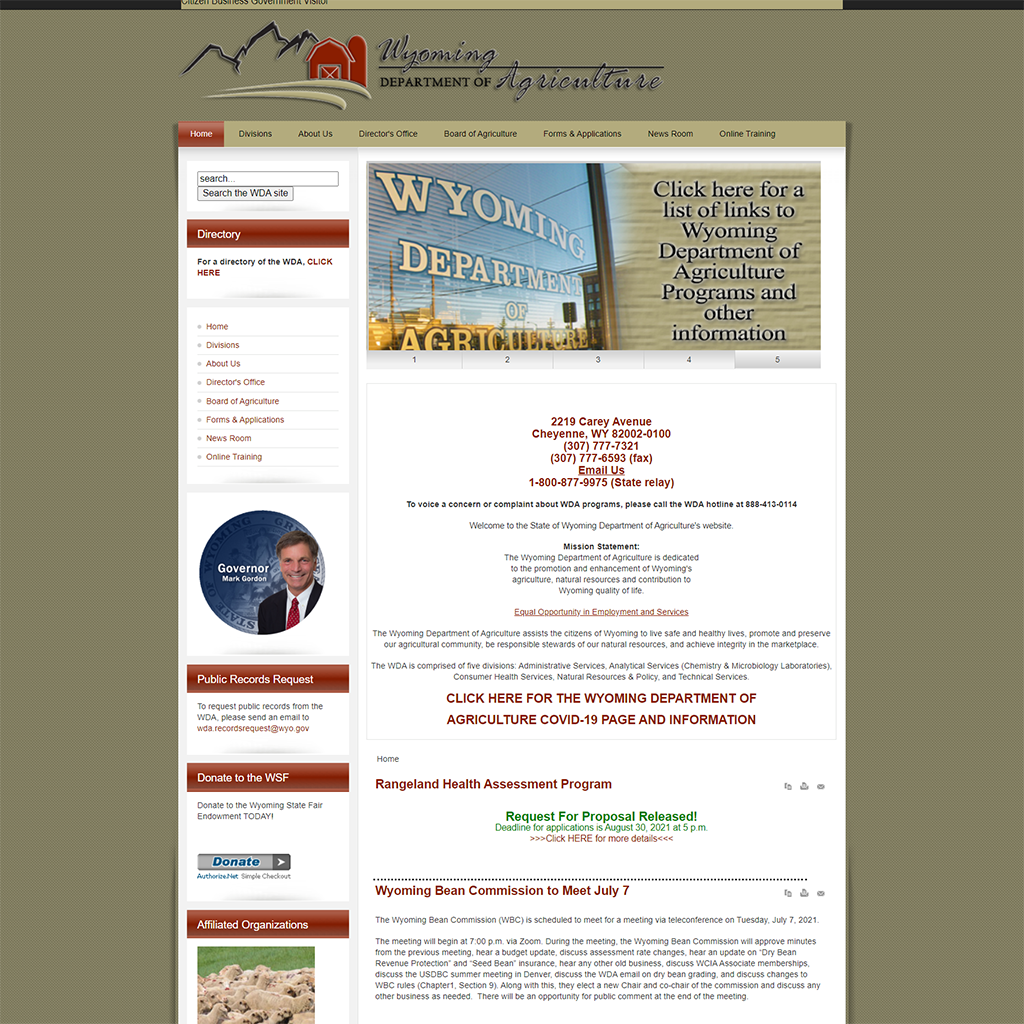 Citizen Business Government Visitor
Wyoming
DEPARTMENT OF Agriculture
Home Divisions About Us Director's Office Board of Agriculture Forms & Applications News Room Online Training
search...
Search the WDA site
Directory
For a directory of the WDA, CLICK
HERE
Home
Divisions
About Us
Director's Office
Board of Agriculture
Forms & Applications
News Room
Online Training
Governor
Mark Gordon
Public Records Request
To request public records from the
WDA, please send an email to
wda.recordsrequest@wyo.gov
Donate to the WSF
Donate to the Wyoming State Fair
Endowment TODAY!
Donate
Authorize.Net Simple Checkout
Affiliated Organizations
WYOMING
DEPARTMENT
OF
AGRICULTURE
Click here for a
list of links to
Wyoming
Department of
Agriculture
Programs and
other
information
1 2 3 4 5
2219 Carey Avenue
Cheyenne, WY 82002-0100
(307) 777-7321
(307) 777-6593 (fax)
Email Us
1-800-877-9975 (State relay)
To voice a concern or complaint about WDA programs, please call the WDA hotline at 888-413-0114
Welcome to the State of Wyoming Department of Agriculture's website.
Mission Statement:
The Wyoming Department of Agriculture is dedicated
to the promotion and enhancement of Wyoming's
agriculture, natural resources and contribution to
Wyoming quality of life.
Equal Opportunity in Employment and Services
The Wyoming Department of Agriculture assists the citizens of Wyoming to live safe and healthy lives, promote and preserve
our agricultural community, be responsible stewards of our natural resources, and achieve integrity in the marketplace.
The WDA is comprised of five divisions: Administrative Services, Analytical Services (Chemistry & Microbiology Laboratories),
Consumer Health Services, Natural Resources & Policy, and Technical Services.
CLICK HERE FOR THE WYOMING DEPARTMENT OF
AGRICULTURE COVID-19 PAGE AND INFORMATION
Home
Rangeland Health Assessment Program
Request For Proposal Released!
Deadline for applications is August 30, 2021 at 5 p.m.
>>>Click HERE for more details<<<
Wyoming Bean Commission to Meet July 7
The Wyoming Bean Commission (WBC) is scheduled to meet for a meeting via teleconference on Tuesday, July 7, 2021.
The meeting will begin at 7:00 p.m. via Zoom. During the meeting, the Wyoming Bean Commission will approve minutes
from the previous meeting, hear a budget update, discuss assessment rate changes, hear an update on “Dry Bean
Revenue Protection” and “Seed Bean” insurance, hear any other old business, discuss WCIA Associate memberships,
discuss the USDBC summer meeting in Denver, discuss the WDA email on dry bean grading, and discuss changes to
WBC rules (Chapter1, Section 9). Along with this, they elect a new Chair and co-chair of the commission and discuss any
other business as needed.  There will be an opportunity for public comment at the end of the meeting.